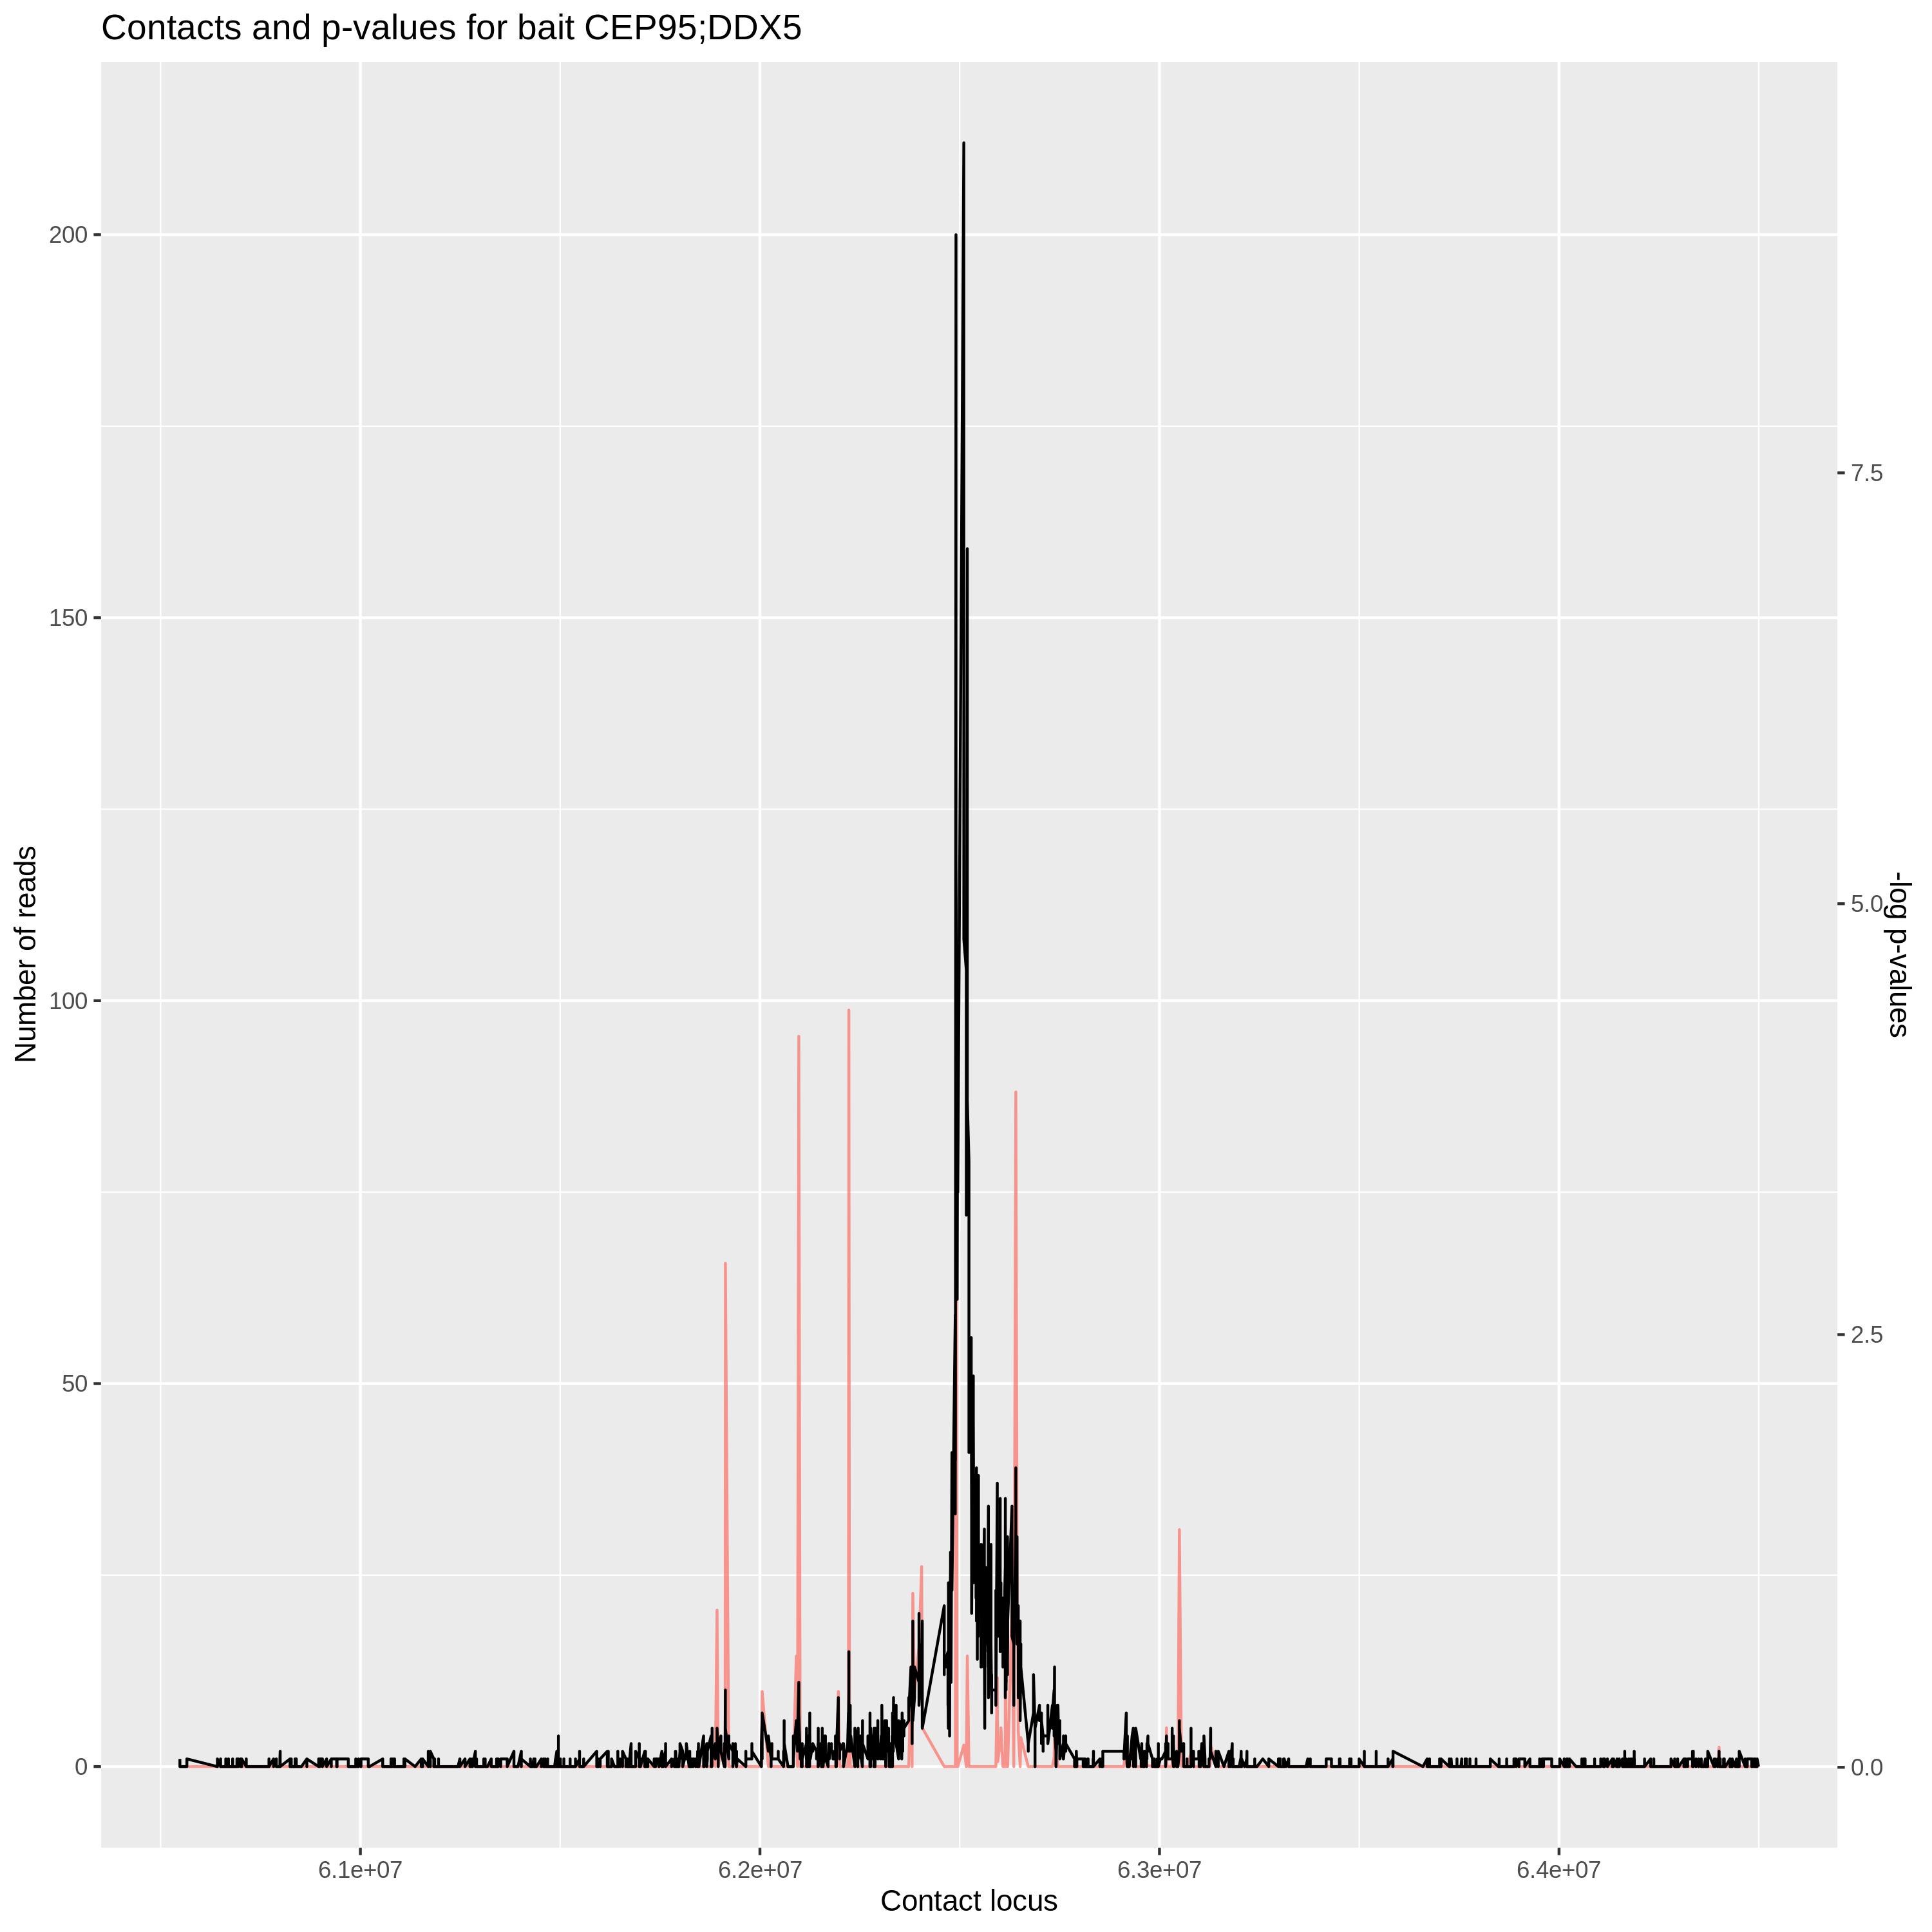 Contacts and p-values for bait CEP95;DDX5
200
150
100
50
0
Number of reads
7.5
5.0
2.5
0.0
-log p-values
6.1e+07
6.2e+07
6.3e+07
6.4e+07
Contact locus